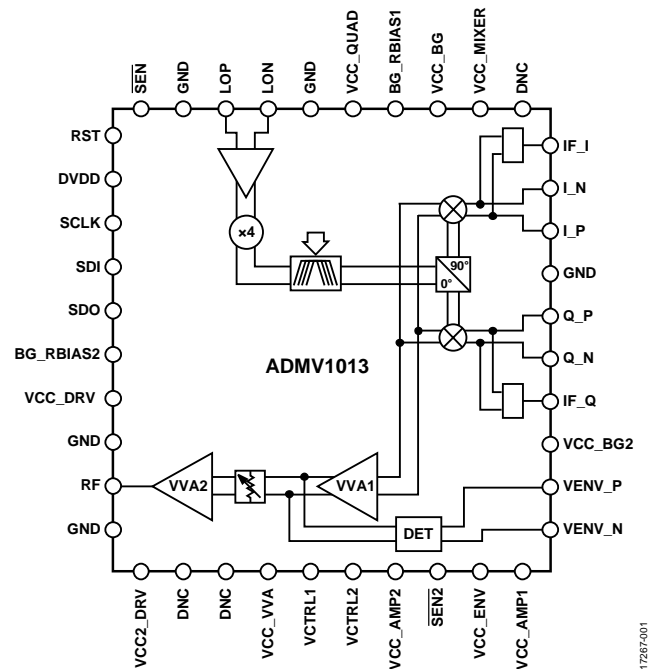 SEN
GND
LOP
LON
GND
VCC_QUAD
BG_RBIAS1
VCC_BG
VCC_MIXER
DNC
RST
DVDD
SCLK
SDI
SDO
BG_RBIAS2
VCC_DRV
GND
RF
GND
IF_I
I_N
I_P
GND
Q_P
Q_N
IF_Q
VCC_BG2
VENV_P
VENV_N
×4
90°
0°
ADMV1013
VVA2
VVA1
DET
VCC2_DRV
DNC
DNC
VCC_VVA
VCTRL1
VCTRL2
VCC_AMP2
SEN2
VCC_ENV
VCC_AMP1
17267-001